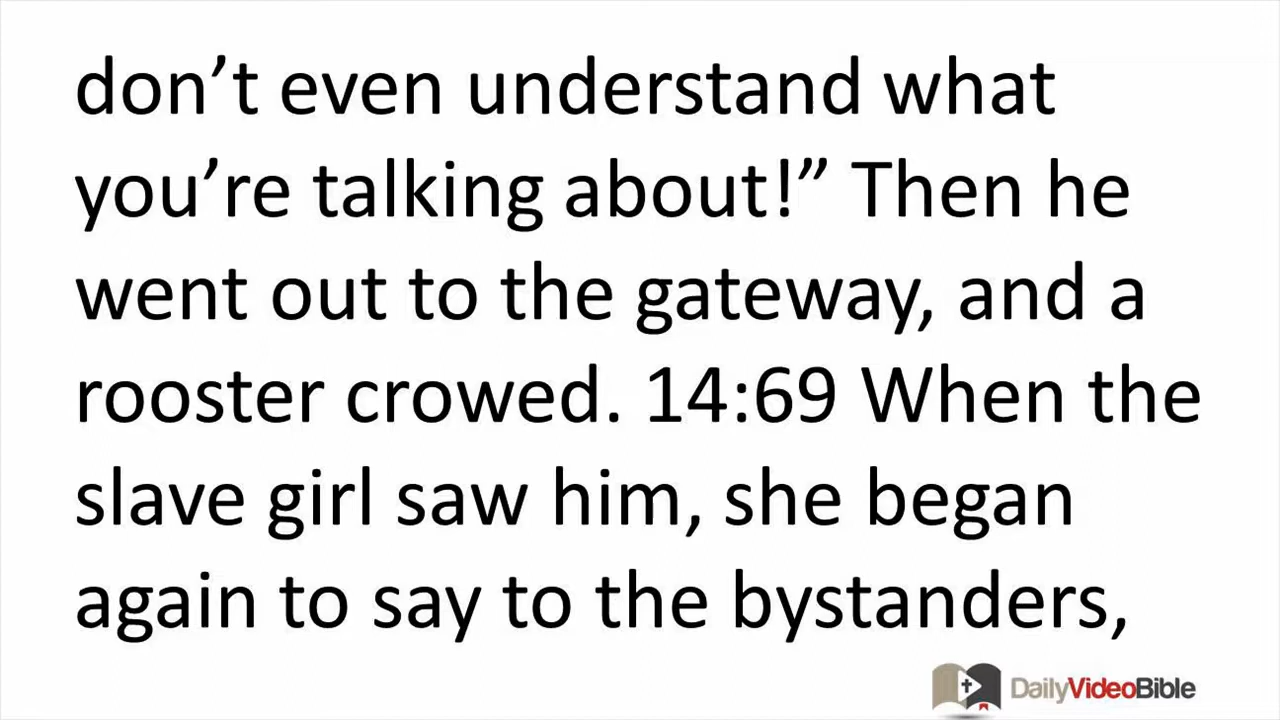 don’t even understand what
you’re talking about!” Then he
went out to the gateway, and a
rooster crowed. 14:69 When the
slave girl saw him, she began
again to say to the bystanders,
DailyVideoBible